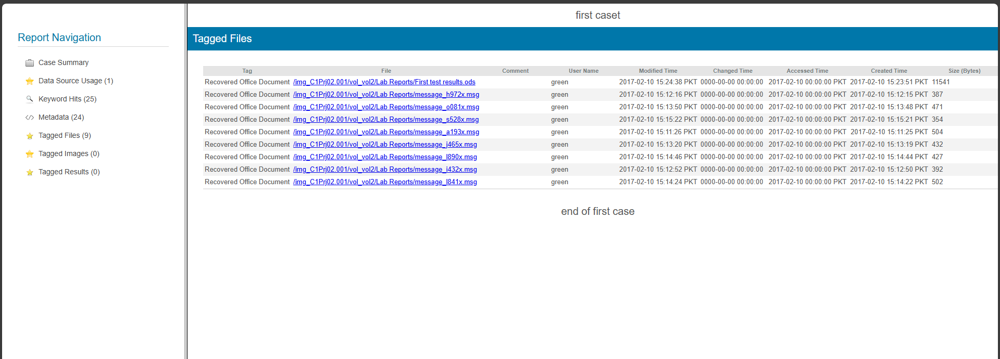 first caset
Report Navigation
Case Summary
Data Source Usage (1)
Keyword Hits (25)
Metadata (24)
Tagged Files (9)
Tagged Images (0)
Tagged Results (0)
Tagged Files
Tag File Comment User Name Modified Time Changed Time Accessed Time Created Time Size (Bytes)
Recovered Office Document /img_C1Prj02.001/vol_vol2/Lab Reports/First test results.ods green 2017-02-10 15:24:38 PKT 0000-00-00 00:00:00 2017-02-10 00:00:00 PKT 2017-02-10 15:23:51 PKT 11541
Recovered Office Document /img_C1Prj02.001/vol_vol2/Lab Reports/message_h972x.msg green 2017-02-10 15:12:16 PKT 0000-00-00 00:00:00 2017-02-10 00:00:00 PKT 2017-02-10 15:12:15 PKT 387
Recovered Office Document /img_C1Prj02.001/vol_vol2/Lab Reports/message_o081x.msg green 2017-02-10 15:13:50 PKT 0000-00-00 00:00:00 2017-02-10 00:00:00 PKT 2017-02-10 15:13:48 PKT 471
Recovered Office Document /img_C1Prj02.001/vol_vol2/Lab Reports/message_s528x.msg green 2017-02-10 15:15:22 PKT 0000-00-00 00:00:00 2017-02-10 00:00:00 PKT 2017-02-10 15:15:21 PKT 354
Recovered Office Document /img_C1Prj02.001/vol_vol2/Lab Reports/message_a193x.msg green 2017-02-10 15:11:26 PKT 0000-00-00 00:00:00 2017-02-10 00:00:00 PKT 2017-02-10 15:11:25 PKT 504
Recovered Office Document /img_C1Prj02.001/vol_vol2/Lab Reports/message_j465x.msg green 2017-02-10 15:13:20 PKT 0000-00-00 00:00:00 2017-02-10 00:00:00 PKT 2017-02-10 15:13:19 PKT 432
Recovered Office Document /img_C1Prj02.001/vol_vol2/Lab Reports/message_l890x.msg green 2017-02-10 15:14:46 PKT 0000-00-00 00:00:00 2017-02-10 00:00:00 PKT 2017-02-10 15:14:44 PKT 427
Recovered Office Document /img_C1Prj02.001/vol_vol2/Lab Reports/message_i432x.msg green 2017-02-10 15:12:52 PKT 0000-00-00 00:00:00 2017-02-10 00:00:00 PKT 2017-02-10 15:12:50 PKT 392
Recovered Office Document /img_C1Prj02.001/vol_vol2/Lab Reports/message_l841x.msg green 2017-02-10 15:14:24 PKT 0000-00-00 00:00:00 2017-02-10 00:00:00 PKT 2017-02-10 15:14:22 PKT 502
end of first case